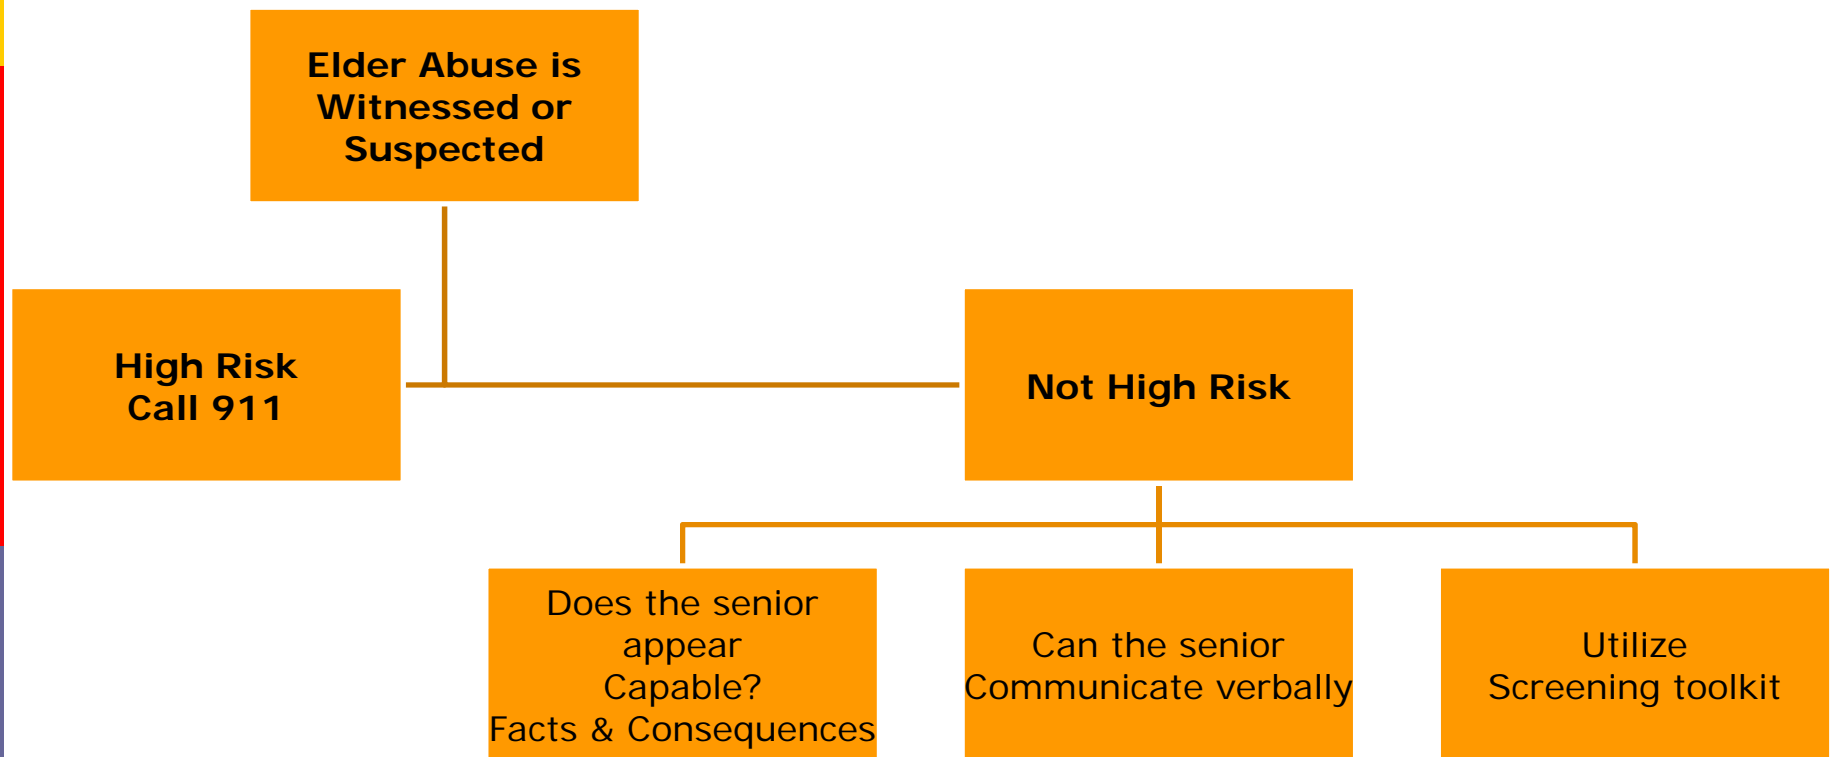 Elder Abuse is
Witnessed or
Suspected
High Risk
Call 911
Not High Risk
Does the senior
appear
Capable?
Facts & Consequences
Can the senior
Communicate verbally
Utilize
Screening toolkit